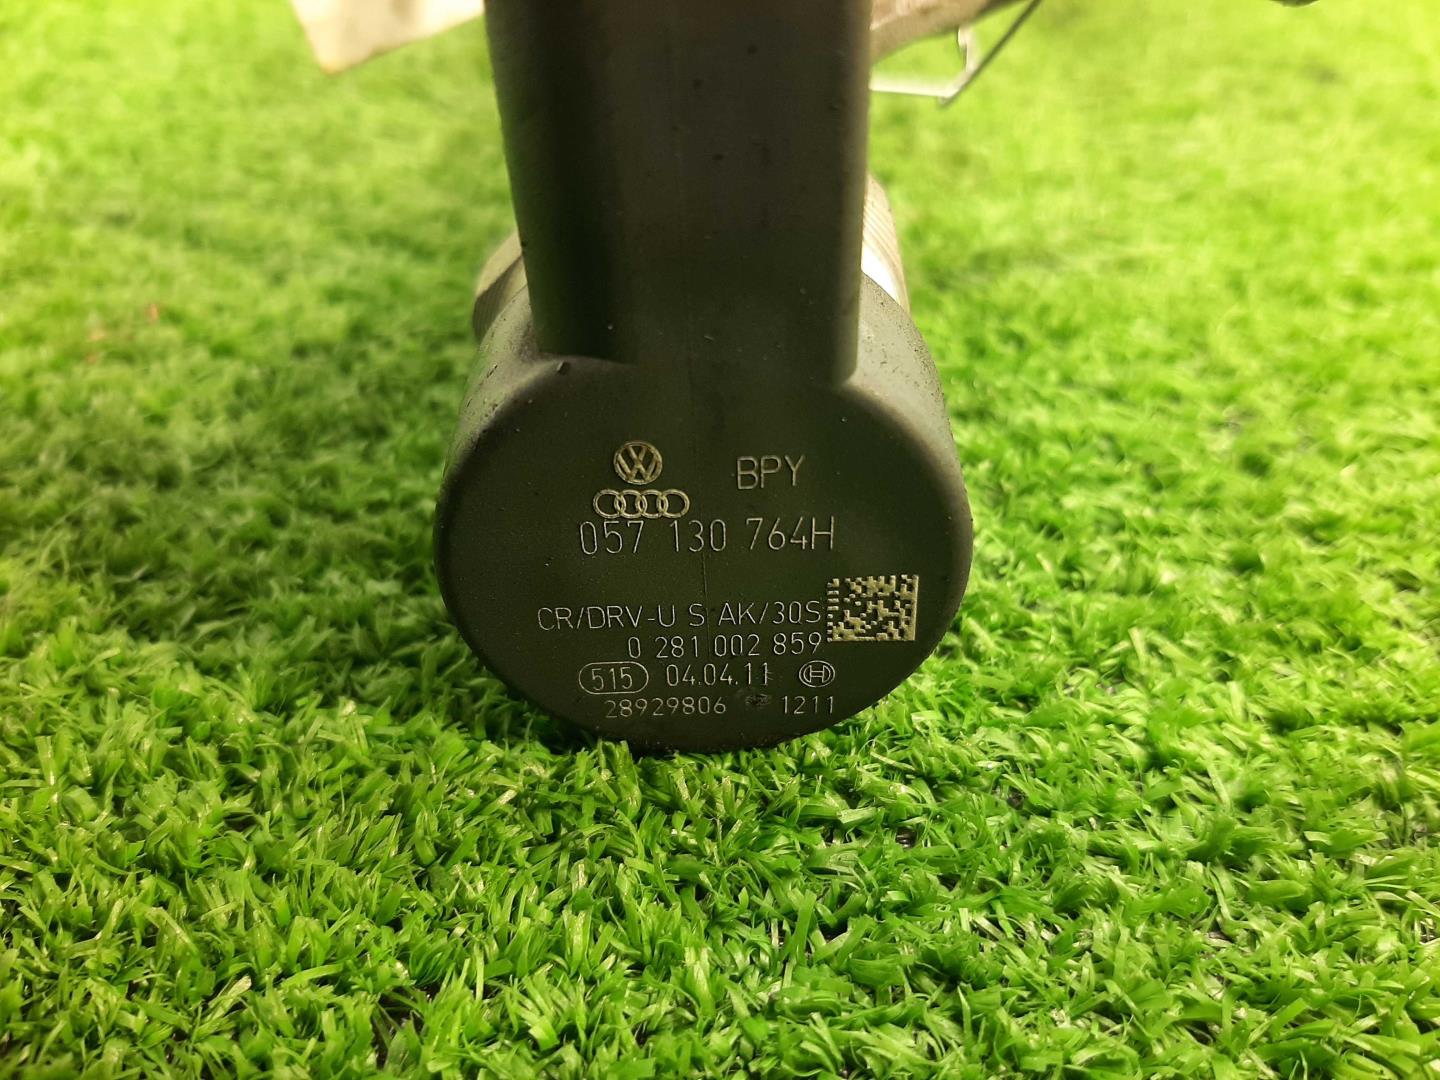 BPY
057 130 764H
CR/DRV-U S AK/30S
0 281 002 859
515 04.04.11 H
28929806 1211